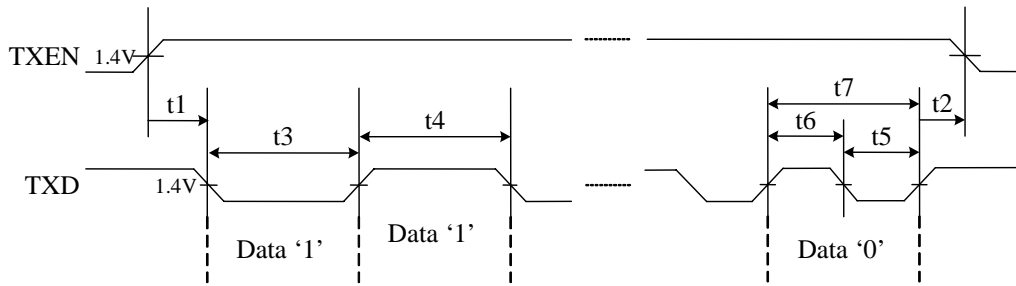 TXEN 1.4V
t1 t3 t4 t7
t6 t5 t2
TXD 1.4V
Data ‘1’ Data ‘1’ Data ‘0’